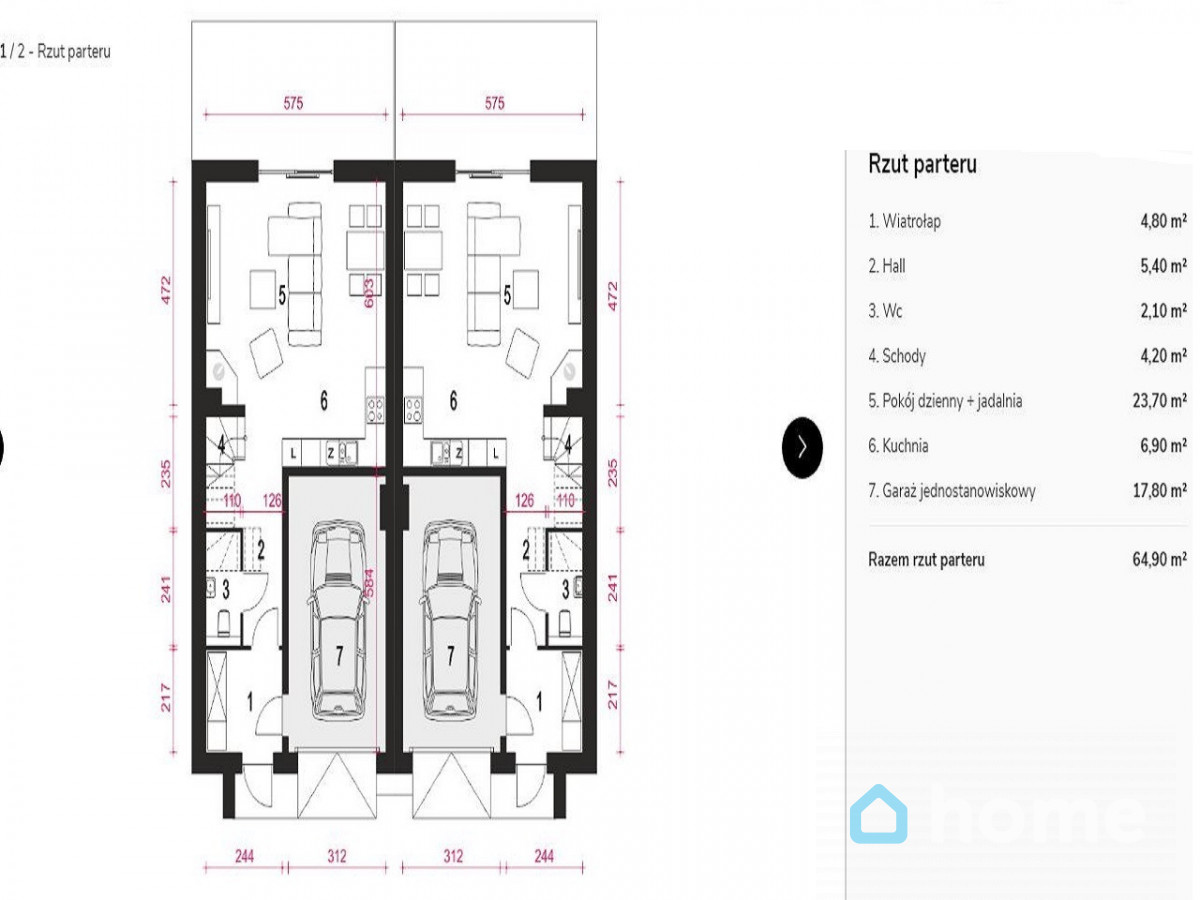 1 / 2 - Rzut parteru
575 575
472 603 472
5 5
6 6
4 4
L Z Z L
235 235
110 126 126 110
2 2
241 584 241
3 3
7 7
217 217
1 1
244 312 312 244
Rzut parteru
1. Wiatrołap 4,80 m²
2. Hall 5,40 m²
3. Wc 2,10 m²
4. Schody 4,20 m²
5. Pokój dzienny + jadalnia 23,70 m²
6. Kuchnia 6,90 m²
7. Garaż jednostanowiskowy 17,80 m²
Razem rzut parteru 64,90 m²
home